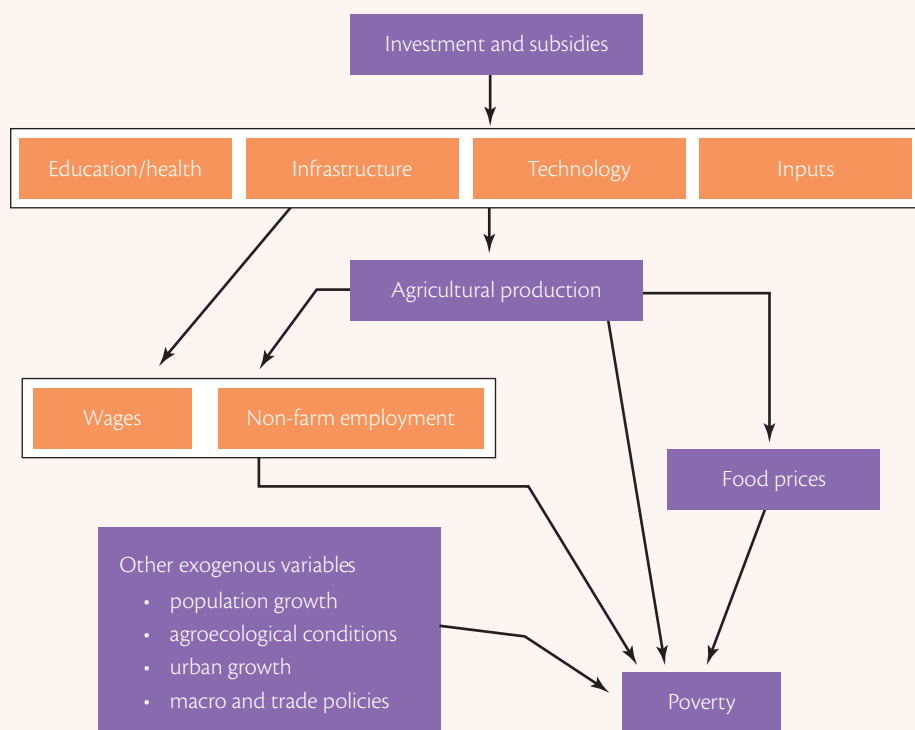 Investment and subsidies
Education/health
Infrastructure
Technology
Inputs
Agricultural production
Wages
Non-farm employment
Food prices
Other exogenous variables
• population growth
• agroecological conditions
• urban growth
• macro and trade policies
Poverty